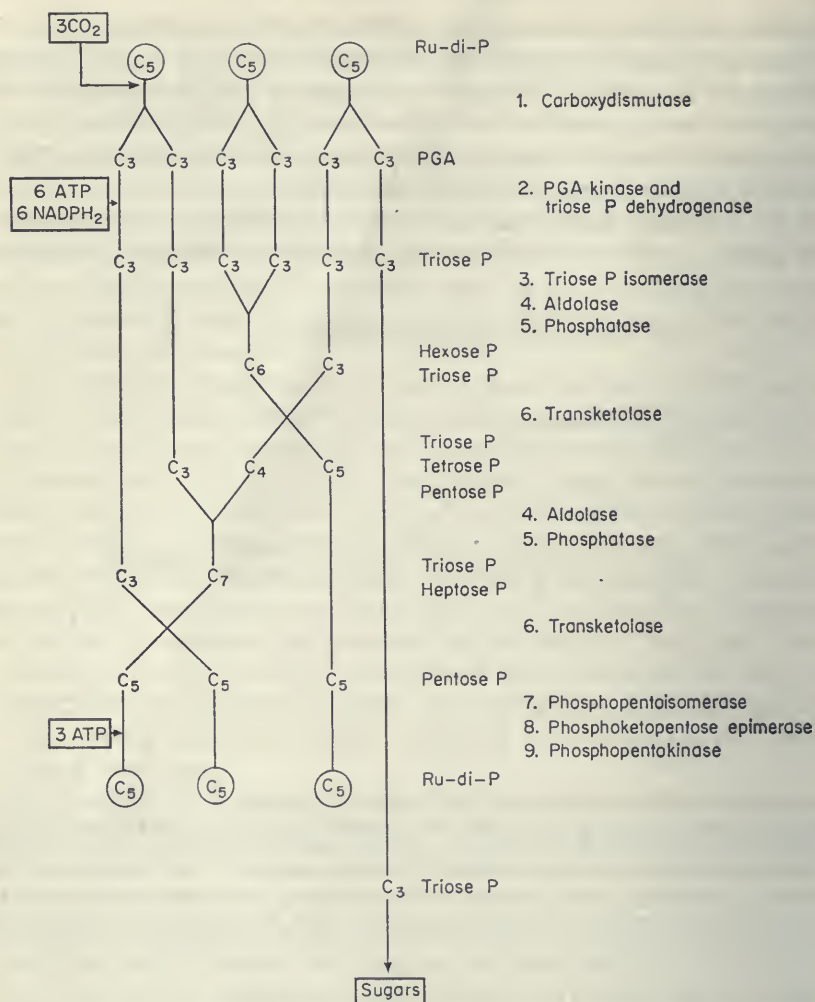 3CO₂
C₅ C₅ C₅ Ru-di-P
1. Carboxydismutase
C₃ C₃ C₃ C₃ C₃ C₃ PGA
6 ATP
6 NADPH₂
2. PGA kinase and
triose P dehydrogenase
C₃ C₃ C₃ C₃ C₃ C₃ Triose P
3. Triose P isomerase
4. Aldolase
5. Phosphatase
C₆ C₃ Hexose P
Triose P
6. Transketolase
Triose P
C₃ C₄ C₅ Tetrose P
Pentose P
4. Aldolase
5. Phosphatase
C₃ C₇ Triose P
Heptose P
6. Transketolase
C₅ C₅ C₅ Pentose P
7. Phosphopentoisomerase
3 ATP
8. Phosphoketopentose epimerase
9. Phosphopentokinase
C₅ C₅ C₅ Ru-di-P
C₃ Triose P
Sugars